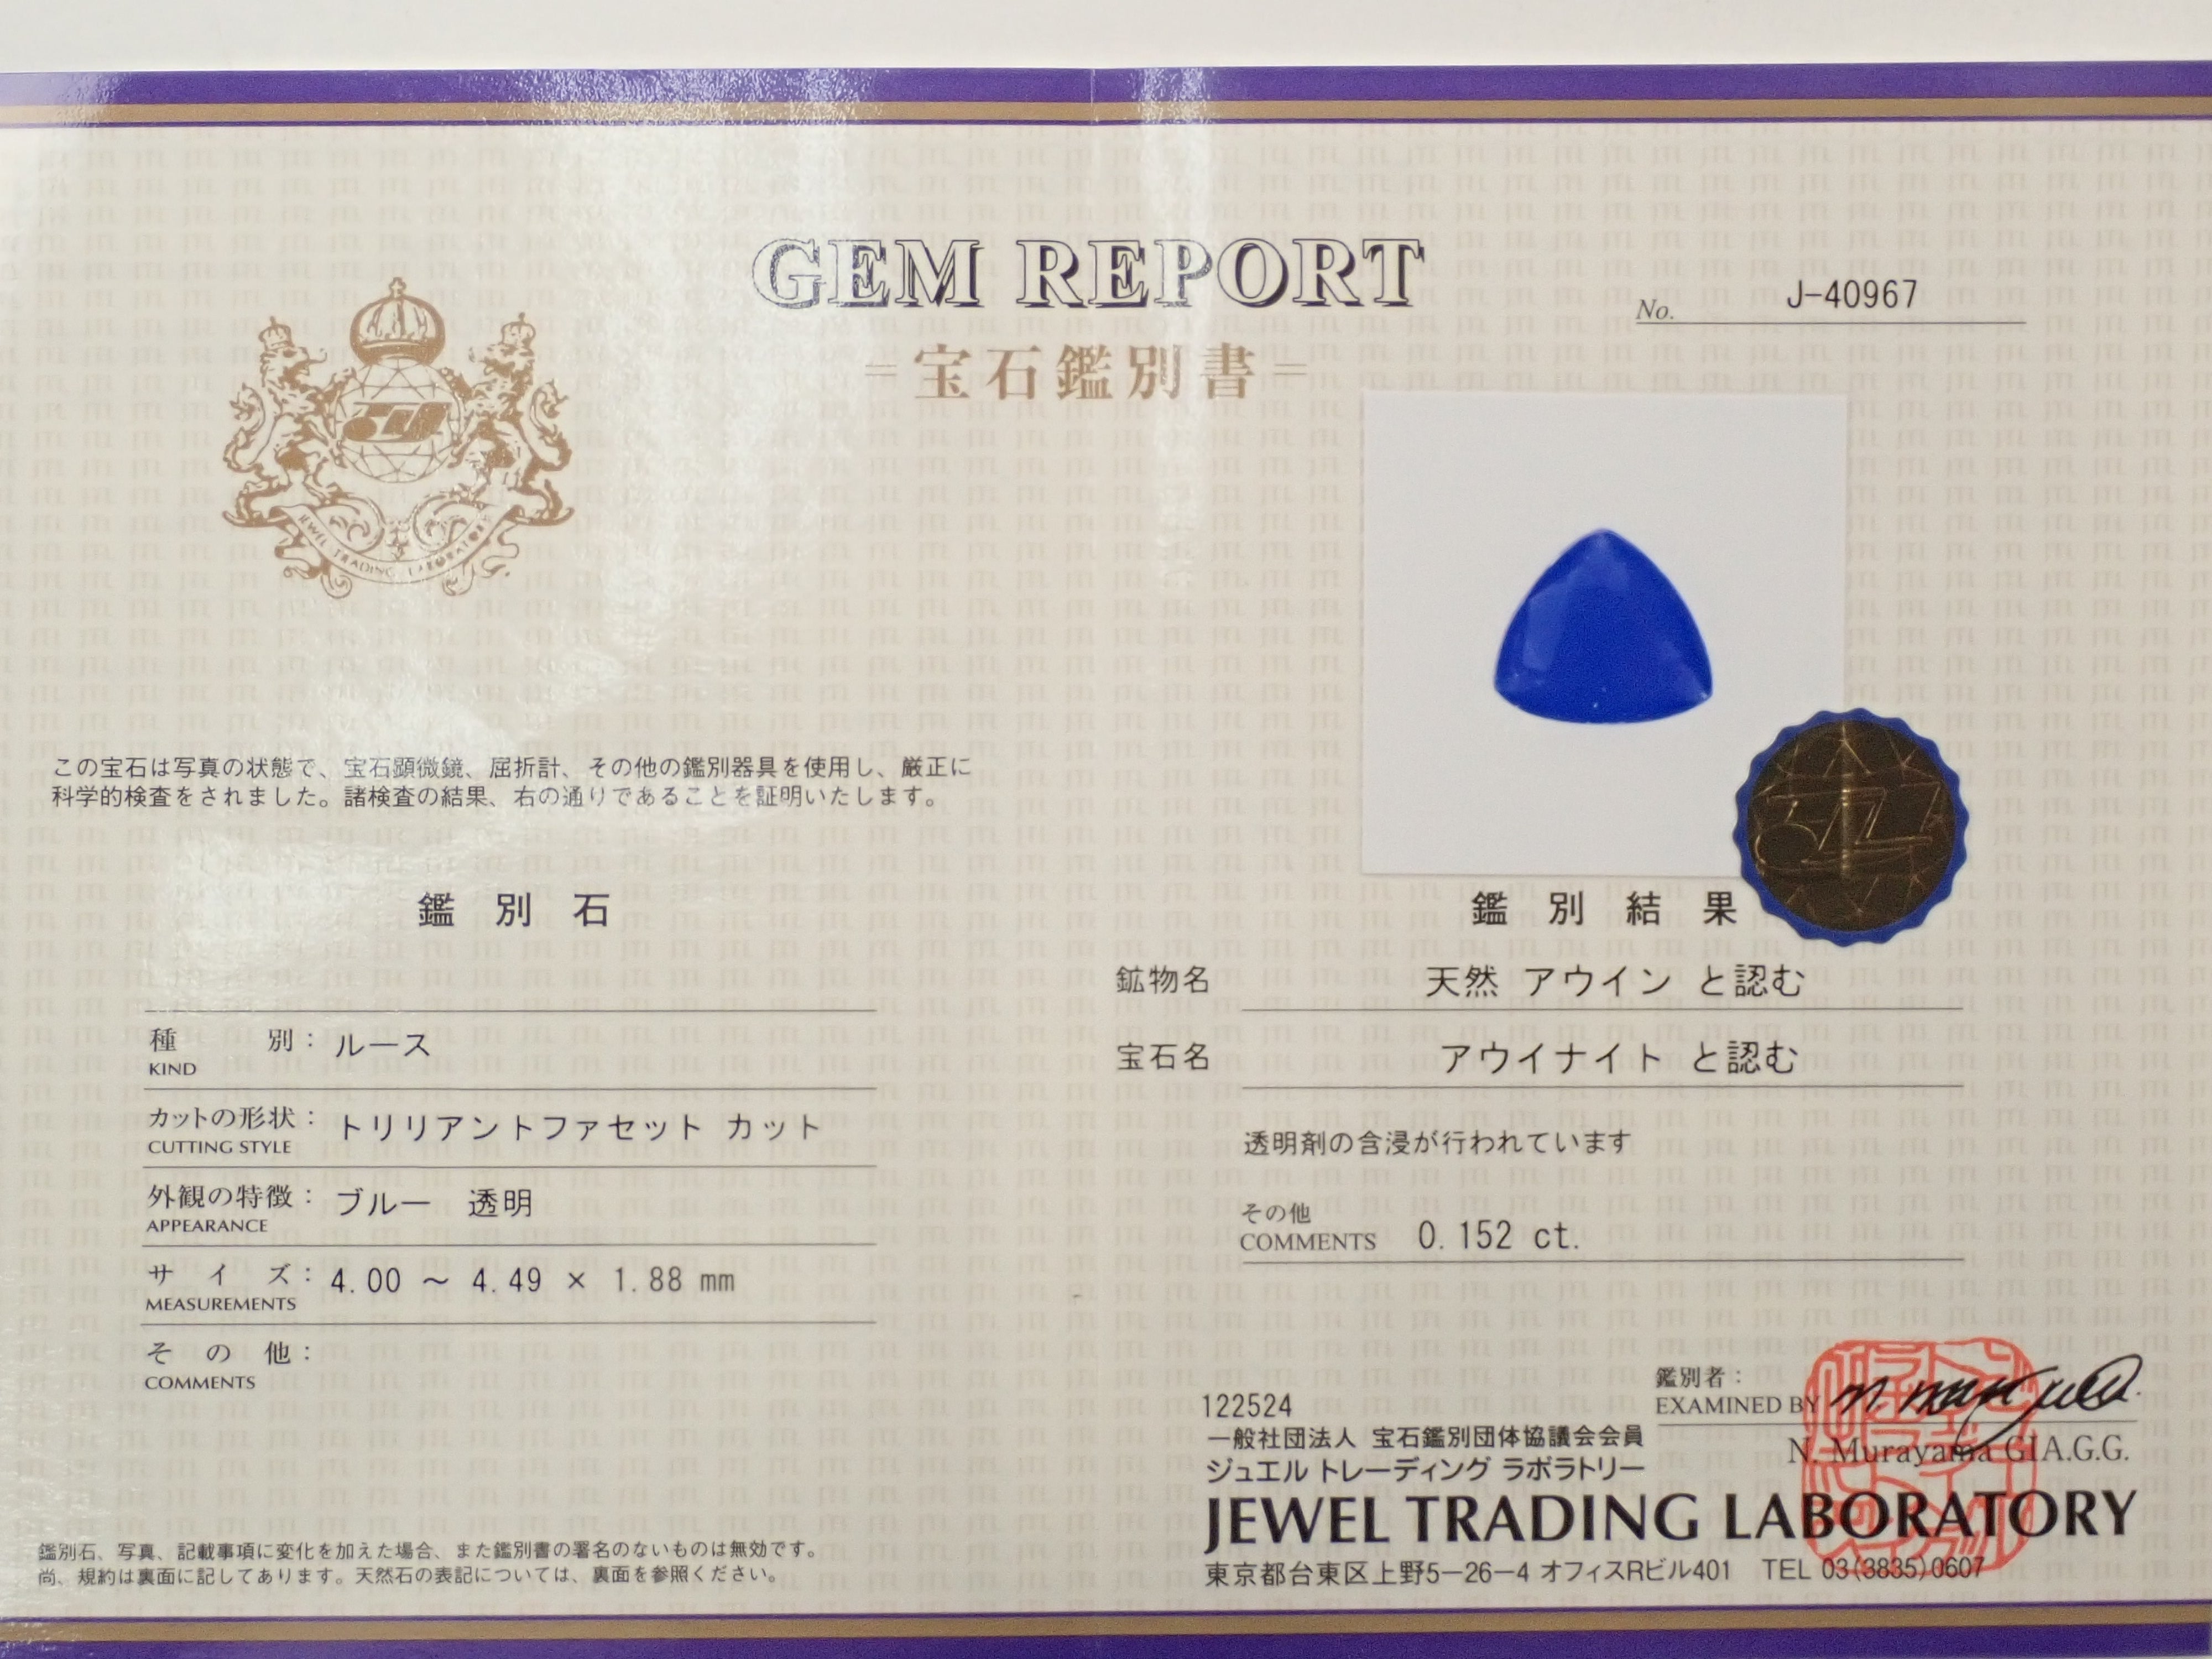 GEM REPORT
=宝石鑑別書=
No. J-40967
JEWEL TRADING LABORATORY
この宝石は写真の状態で、宝石顕微鏡、屈折計、その他の鑑別器具を使用し、厳正に
科学的検査をされました。諸検査の結果、右の通りであることを証明いたします。
鑑別石
種別: ルース
KIND
カットの形状: トリリアントファセット カット
CUTTING STYLE
外観の特徴: ブルー 透明
APPEARANCE
サイズ: 4.00 ~ 4.49 × 1.88 mm
MEASUREMENTS
その他:
COMMENTS
鑑別石、写真、記載事項に変化を加えた場合、また鑑別書の署名のないものは無効です。
尚、規約は裏面に記してあります。天然石の表記については、裏面を参照ください。
鑑別結果
鉱物名 天然 アウイン と認む
宝石名 アウイナイト と認む
透明剤の含浸が行われています
その他
COMMENTS 0.152 ct.
鑑別者:
EXAMINED BY
N. Murayama GIA.G.G.
122524
一般社団法人 宝石鑑別団体協議会会員
ジュエル トレーディング ラボラトリー
JEWEL TRADING LABORATORY
東京都台東区上野5-26-4 オフィスRビル401 TEL 03(3835)0607